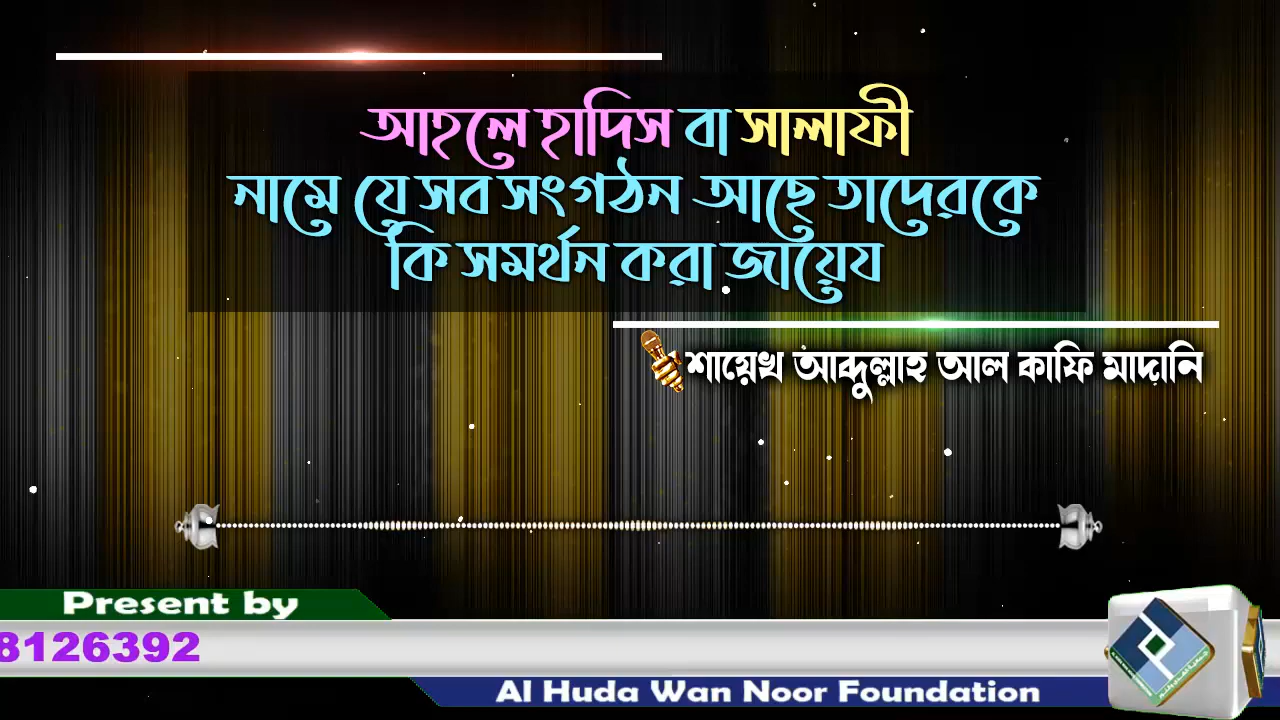 আহলে হাদিস বা সালাফী
নামে যে সব সংগঠন আছে তাদেরকে
কি সমর্থন করা জায়েয
শায়েখ আব্দুল্লাহ আল কাফি মাদানি
Present by
8126392
Al Huda Wan Noor Foundation